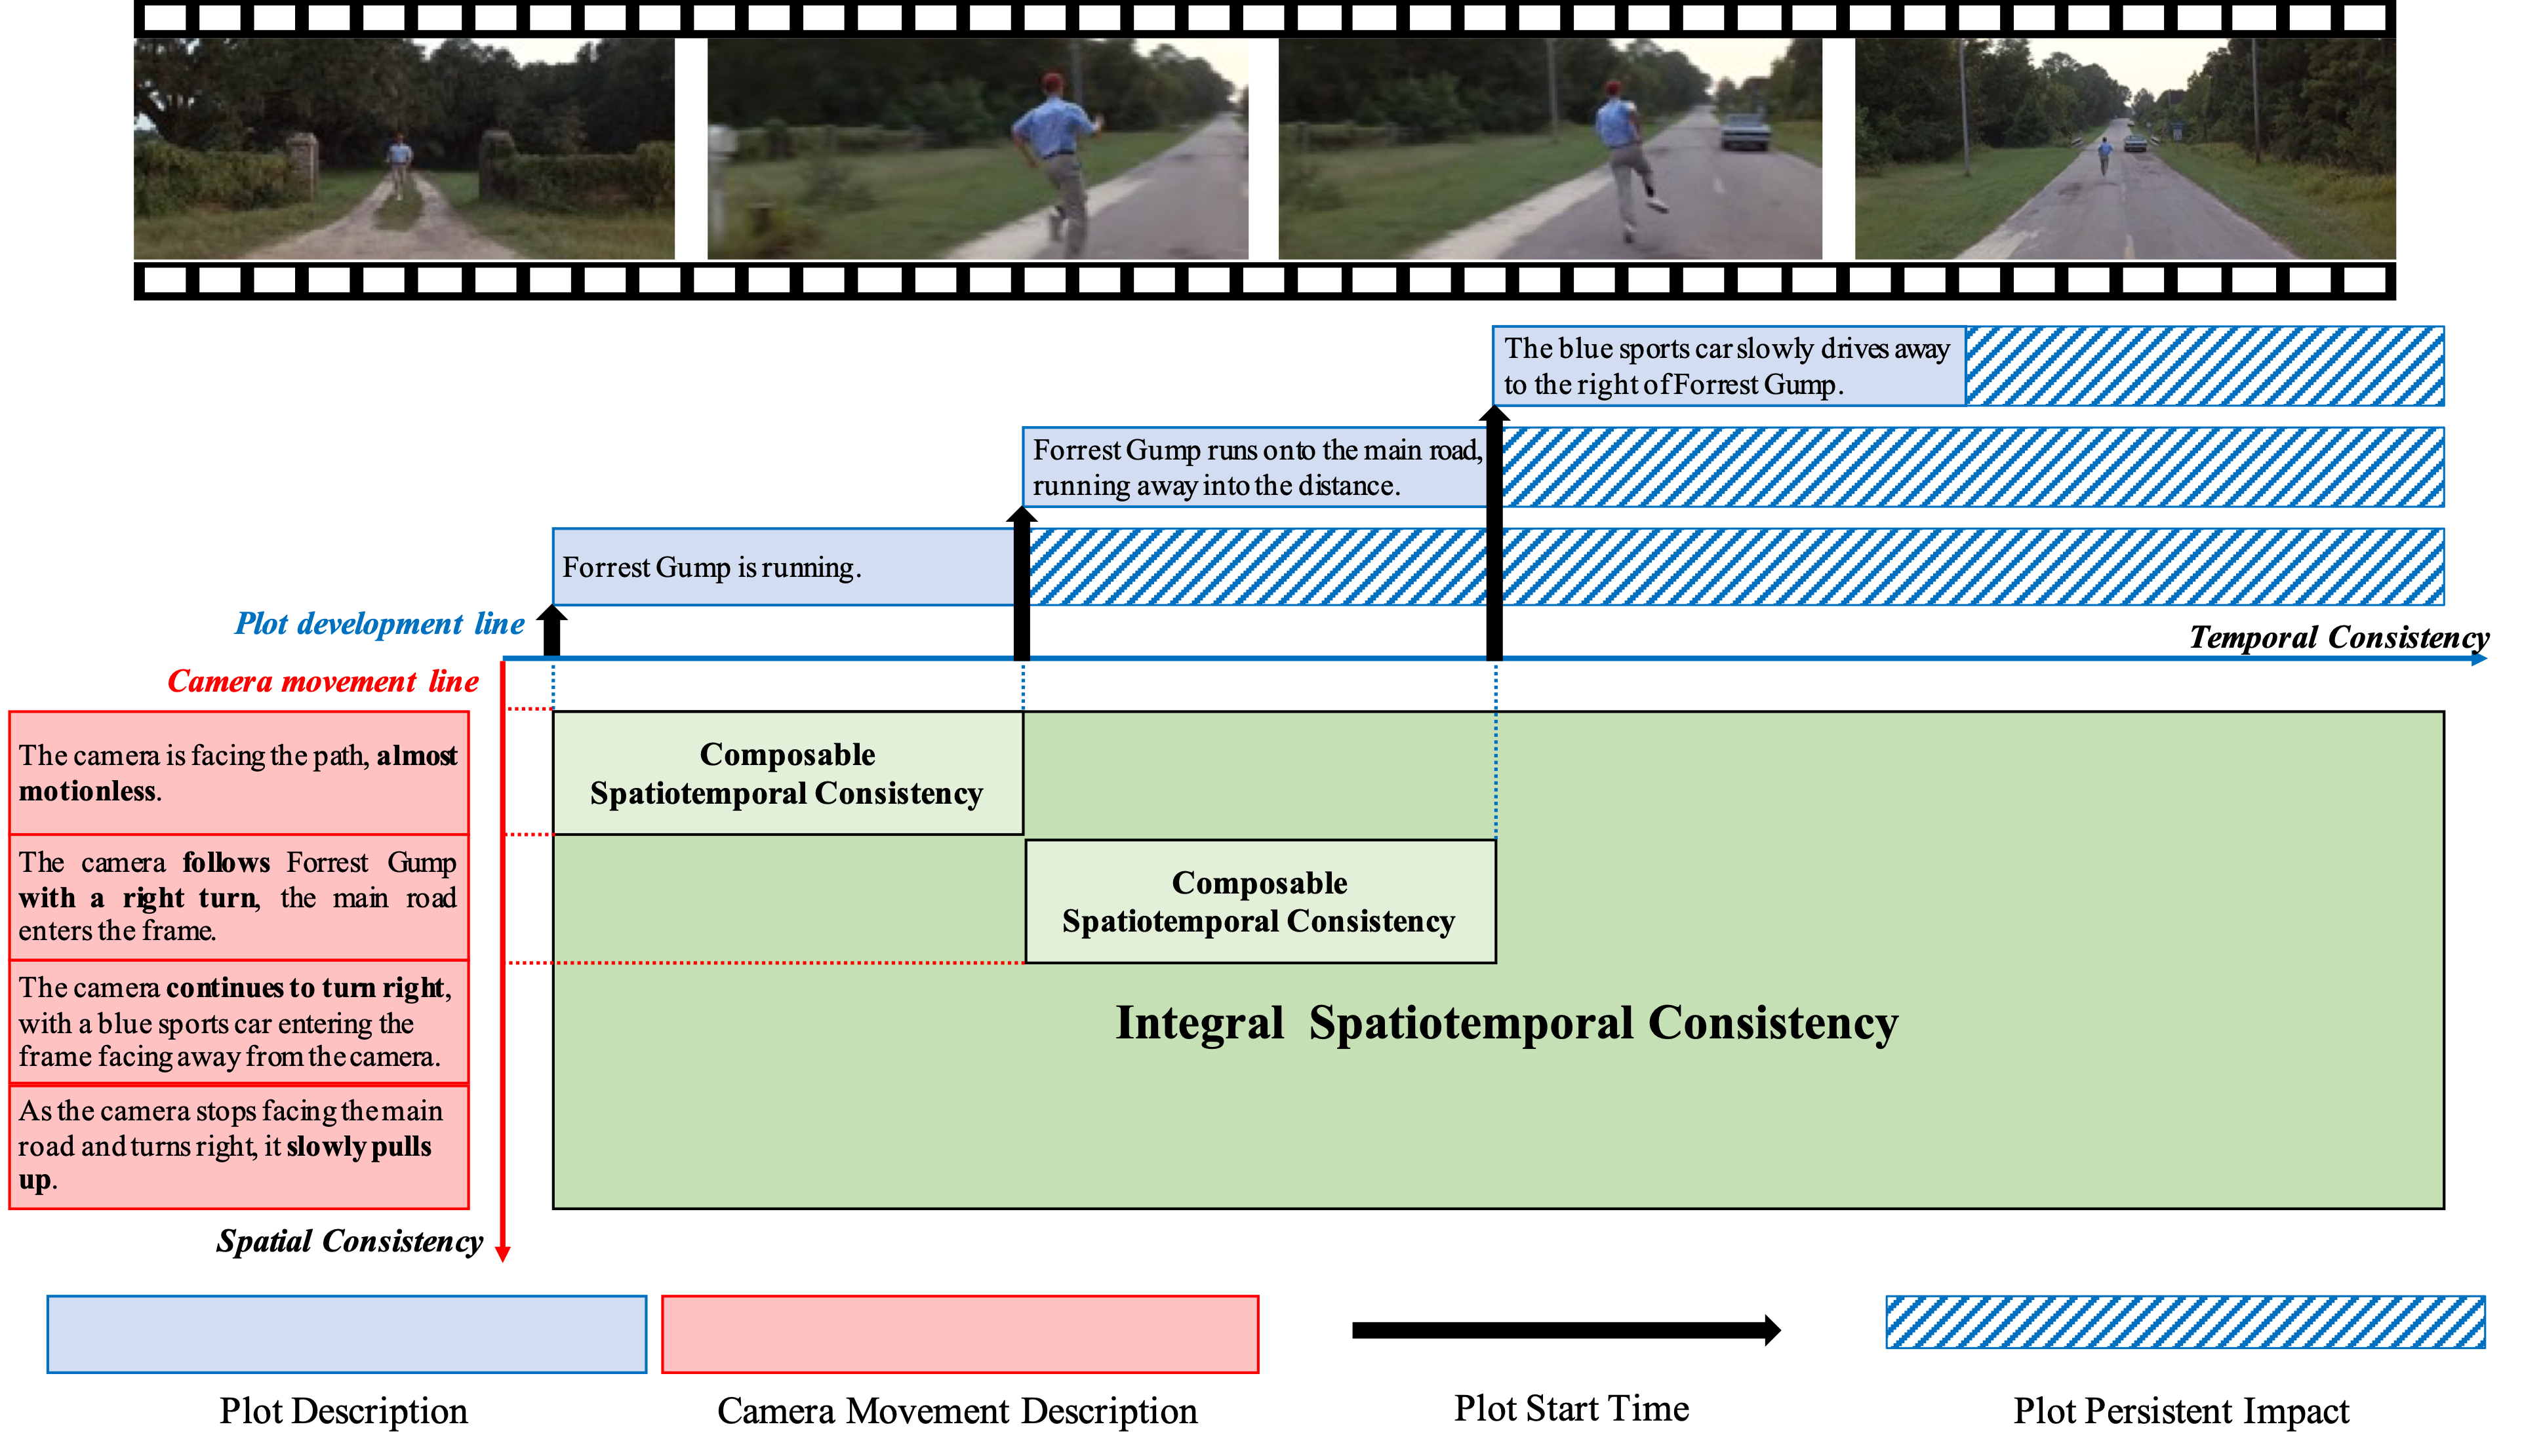 The blue sports car slowly drives away
to the right of Forrest Gump.
Forrest Gump runs onto the main road,
running away into the distance.
Forrest Gump is running.
Plot development line
Temporal Consistency
Camera movement line
The camera is facing the path, almost
motionless.
The camera follows Forrest Gump
with a right turn, the main road
enters the frame.
The camera continues to turn right,
with a blue sports car entering the
frame facing away from the camera.
As the camera stops facing the main
road and turns right, it slowly pulls
up.
Composable
Spatiotemporal Consistency
Composable
Spatiotemporal Consistency
Integral Spatiotemporal Consistency
Spatial Consistency
Plot Description
Camera Movement Description
Plot Start Time
Plot Persistent Impact